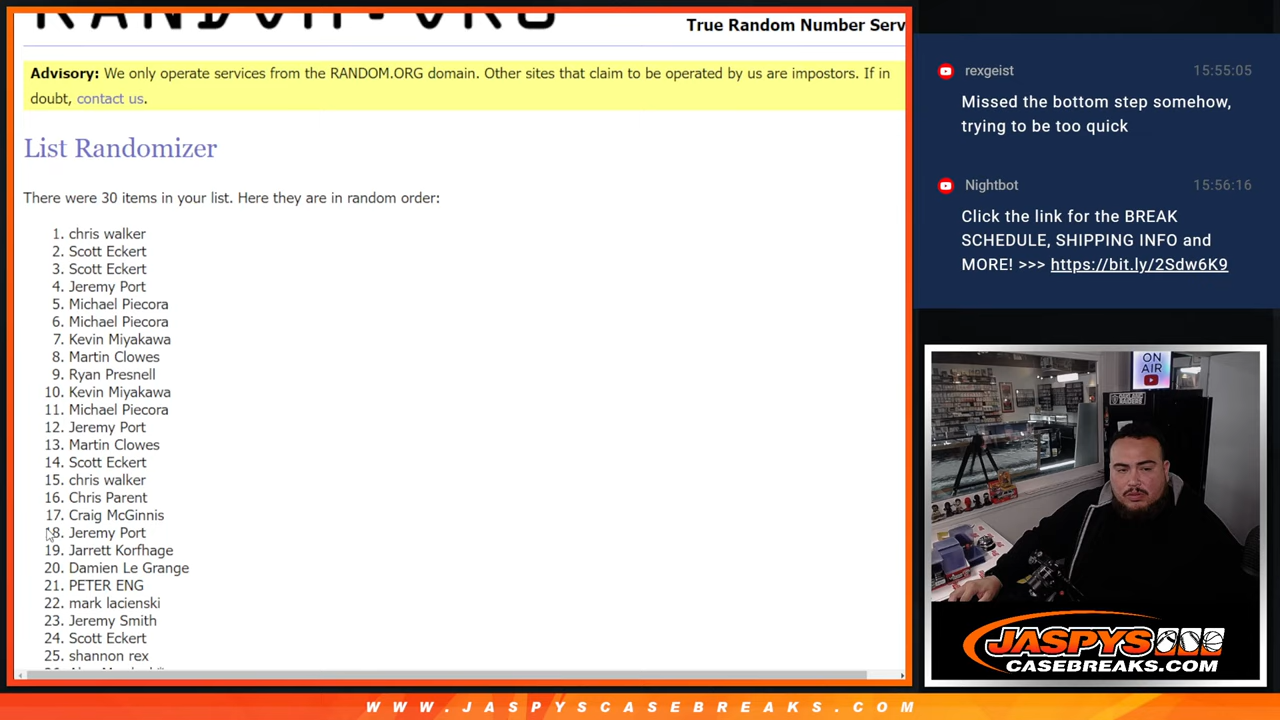 RANDOM.ORG
True Random Number Serv
Advisory: We only operate services from the RANDOM.ORG domain. Other sites that claim to be operated by us are impostors. If in
doubt, contact us.
List Randomizer
There were 30 items in your list. Here they are in random order:
1. chris walker
2. Scott Eckert
3. Scott Eckert
4. Jeremy Port
5. Michael Piecora
6. Michael Piecora
7. Kevin Miyakawa
8. Martin Clowes
9. Ryan Presnell
10. Kevin Miyakawa
11. Michael Piecora
12. Jeremy Port
13. Martin Clowes
14. Scott Eckert
15. chris walker
16. Chris Parent
17. Craig McGinnis
18. Jeremy Port
19. Jarrett Korfhage
20. Damien Le Grange
21. PETER ENG
22. mark lacienski
23. Jeremy Smith
24. Scott Eckert
25. shannon rex
rexgeist 15:55:05
Missed the bottom step somehow,
trying to be too quick
Nightbot 15:56:16
Click the link for the BREAK
SCHEDULE, SHIPPING INFO and
MORE! >>> https://bit.ly/2Sdw6K9
ON
AIR
JASPYS
CASEBREAKS.COM
WWW.JASPYSCASEBREAKS.COM